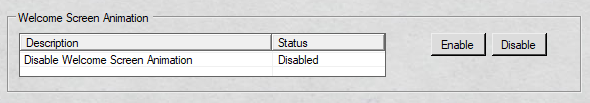 Welcome Screen Animation
Description Status Enable Disable
Disable Welcome Screen Animation Disabled